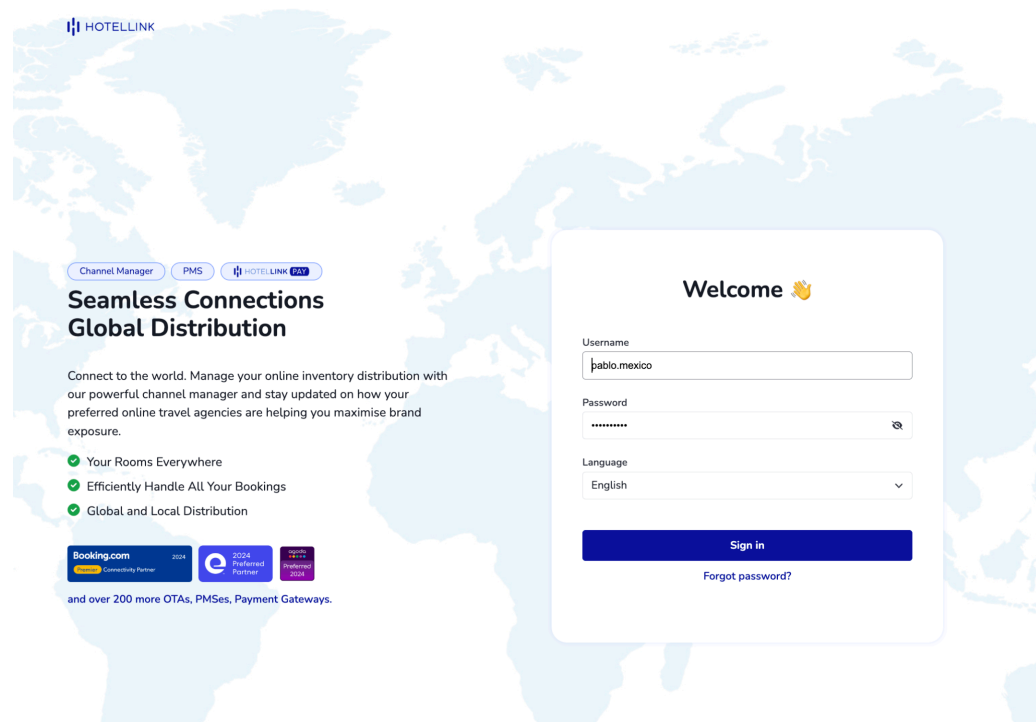 HOTELLINK
Channel Manager PMS HOTELLINK PAY
Seamless Connections
Global Distribution
Connect to the world. Manage your online inventory distribution with
our powerful channel manager and stay updated on how your
preferred online travel agencies are helping you maximise brand
exposure.
Your Rooms Everywhere
Efficiently Handle All Your Bookings
Global and Local Distribution
Booking.com 2024
Premier Connectivity Partner
2024
Preferred
Partner
agoda
Preferred
2024
and over 200 more OTAs, PMSes, Payment Gateways.
Welcome 👋
Username
pablo.mexico
Password
••••••••••
Language
English
Sign in
Forgot password?